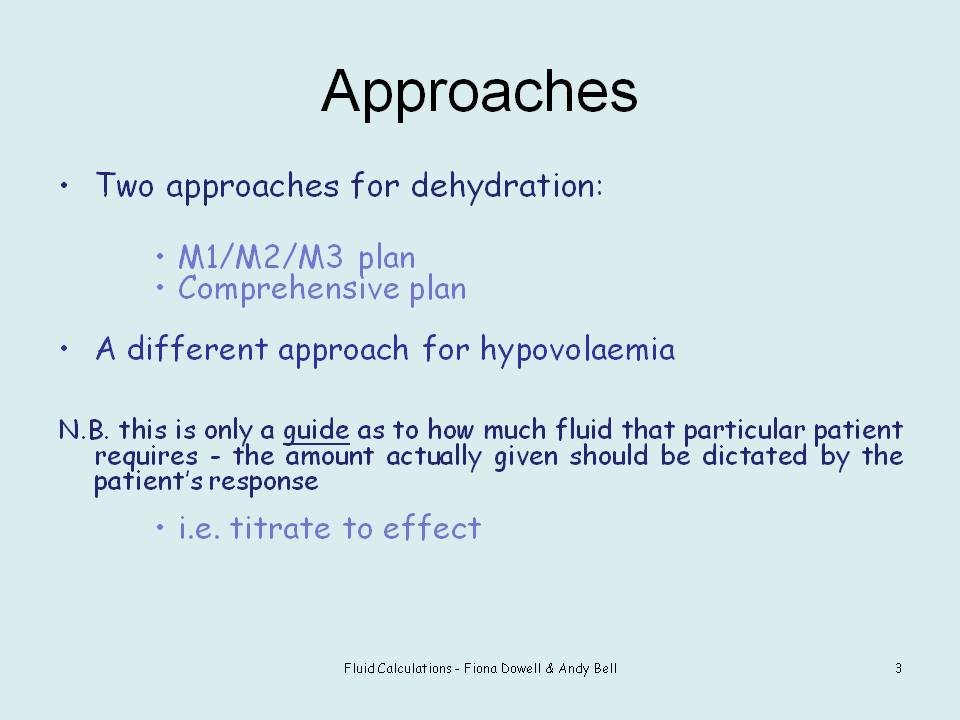 Approaches
• Two approaches for dehydration:
• M1/M2/M3 plan
• Comprehensive plan
• A different approach for hypovolaemia
N.B. this is only a guide as to how much fluid that particular patient
requires - the amount actually given should be dictated by the
patient's response
• i.e. titrate to effect
Fluid Calculations - Fiona Dowell & Andy Bell
3